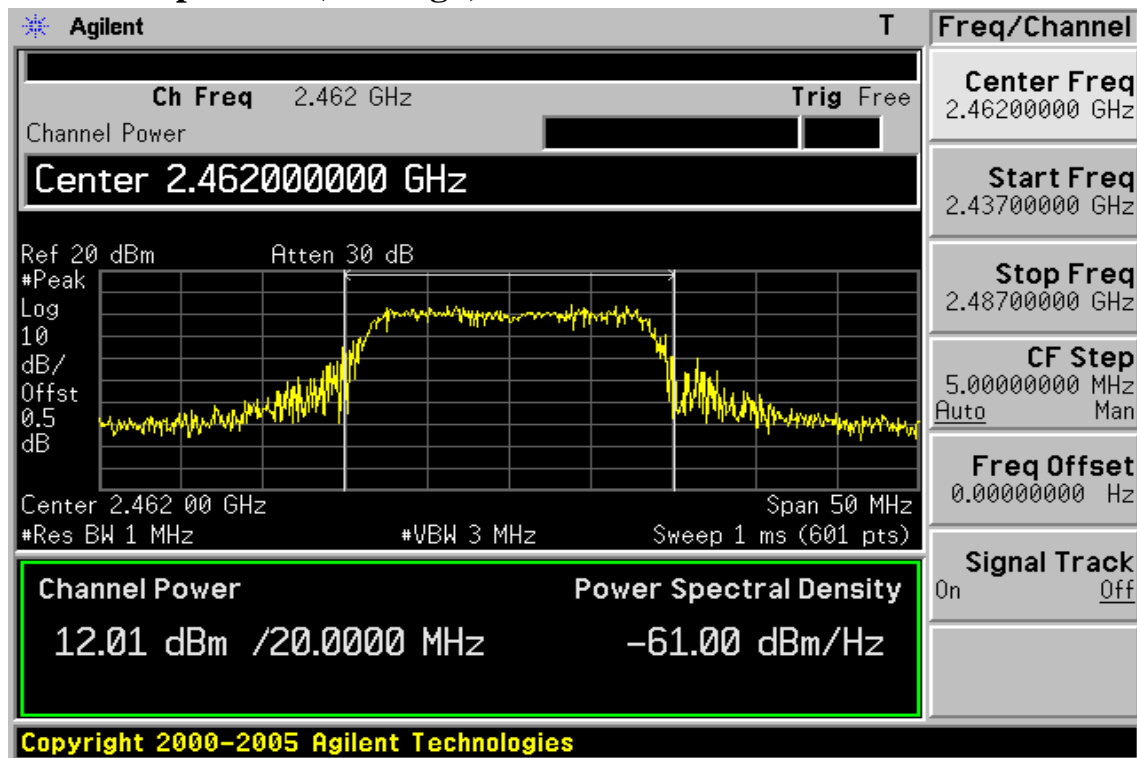 Agilent T
Freq/Channel
Ch Freq 2.462 GHz Trig Free
Channel Power
Center 2.462000000 GHz
Ref 20 dBm Atten 30 dB
#Peak
Log
10
dB/
Offst
0.5
dB
Center 2.462 00 GHz Span 50 MHz
#Res BW 1 MHz #VBW 3 MHz Sweep 1 ms (601 pts)
Channel Power Power Spectral Density
12.01 dBm /20.0000 MHz -61.00 dBm/Hz
Center Freq
2.46200000 GHz
Start Freq
2.43700000 GHz
Stop Freq
2.48700000 GHz
CF Step
5.00000000 MHz
Auto Man
Freq Offset
0.00000000 Hz
Signal Track
On Off
Copyright 2000-2005 Agilent Technologies